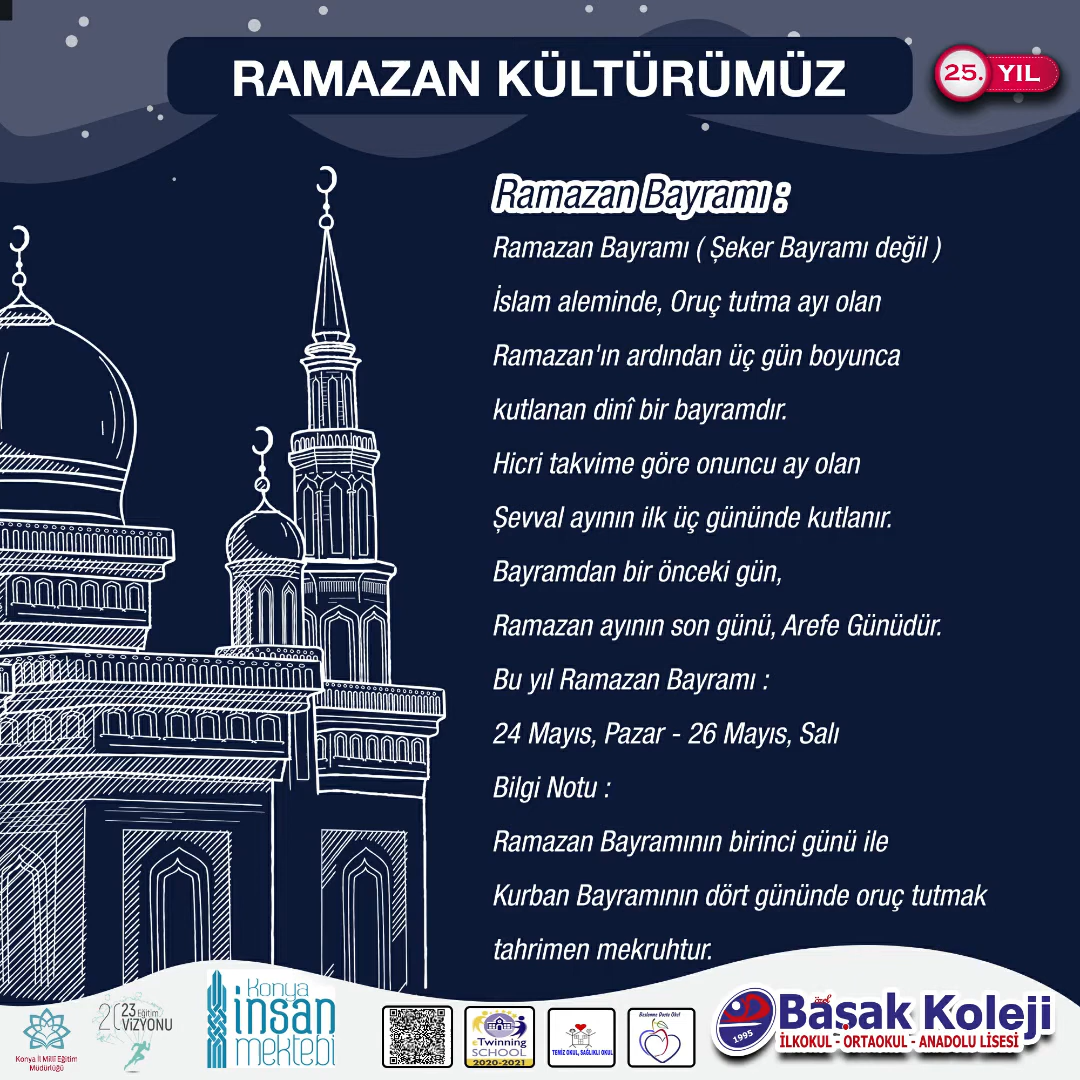 RAMAZAN KÜLTÜRÜMÜZ
25. YIL
Ramazan Bayramı :
Ramazan Bayramı ( Şeker Bayramı değil )
İslam aleminde, Oruç tutma ayı olan
Ramazan'ın ardından üç gün boyunca
kutlanan dinî bir bayramdır.
Hicri takvime göre onuncu ay olan
Şevval ayının ilk üç gününde kutlanır.
Bayramdan bir önceki gün,
Ramazan ayının son günü, Arefe Günüdür.
Bu yıl Ramazan Bayramı :
24 Mayıs, Pazar - 26 Mayıs, Salı
Bilgi Notu :
Ramazan Bayramının birinci günü ile
Kurban Bayramının dört gününde oruç tutmak
tahrimen mekruhtur.
Konya İl Millî Eğitim
Müdürlüğü
2023 Eğitim
VİZYONU
Konya
insan
mektebi
eTwinning
SCHOOL
2020-2021
TEMİZ OKUL, SAĞLIKLI OKUL
Beslenme Dostu Okul
1995
özel
Başak Koleji
İLKOKUL - ORTAOKUL - ANADOLU LİSESİ